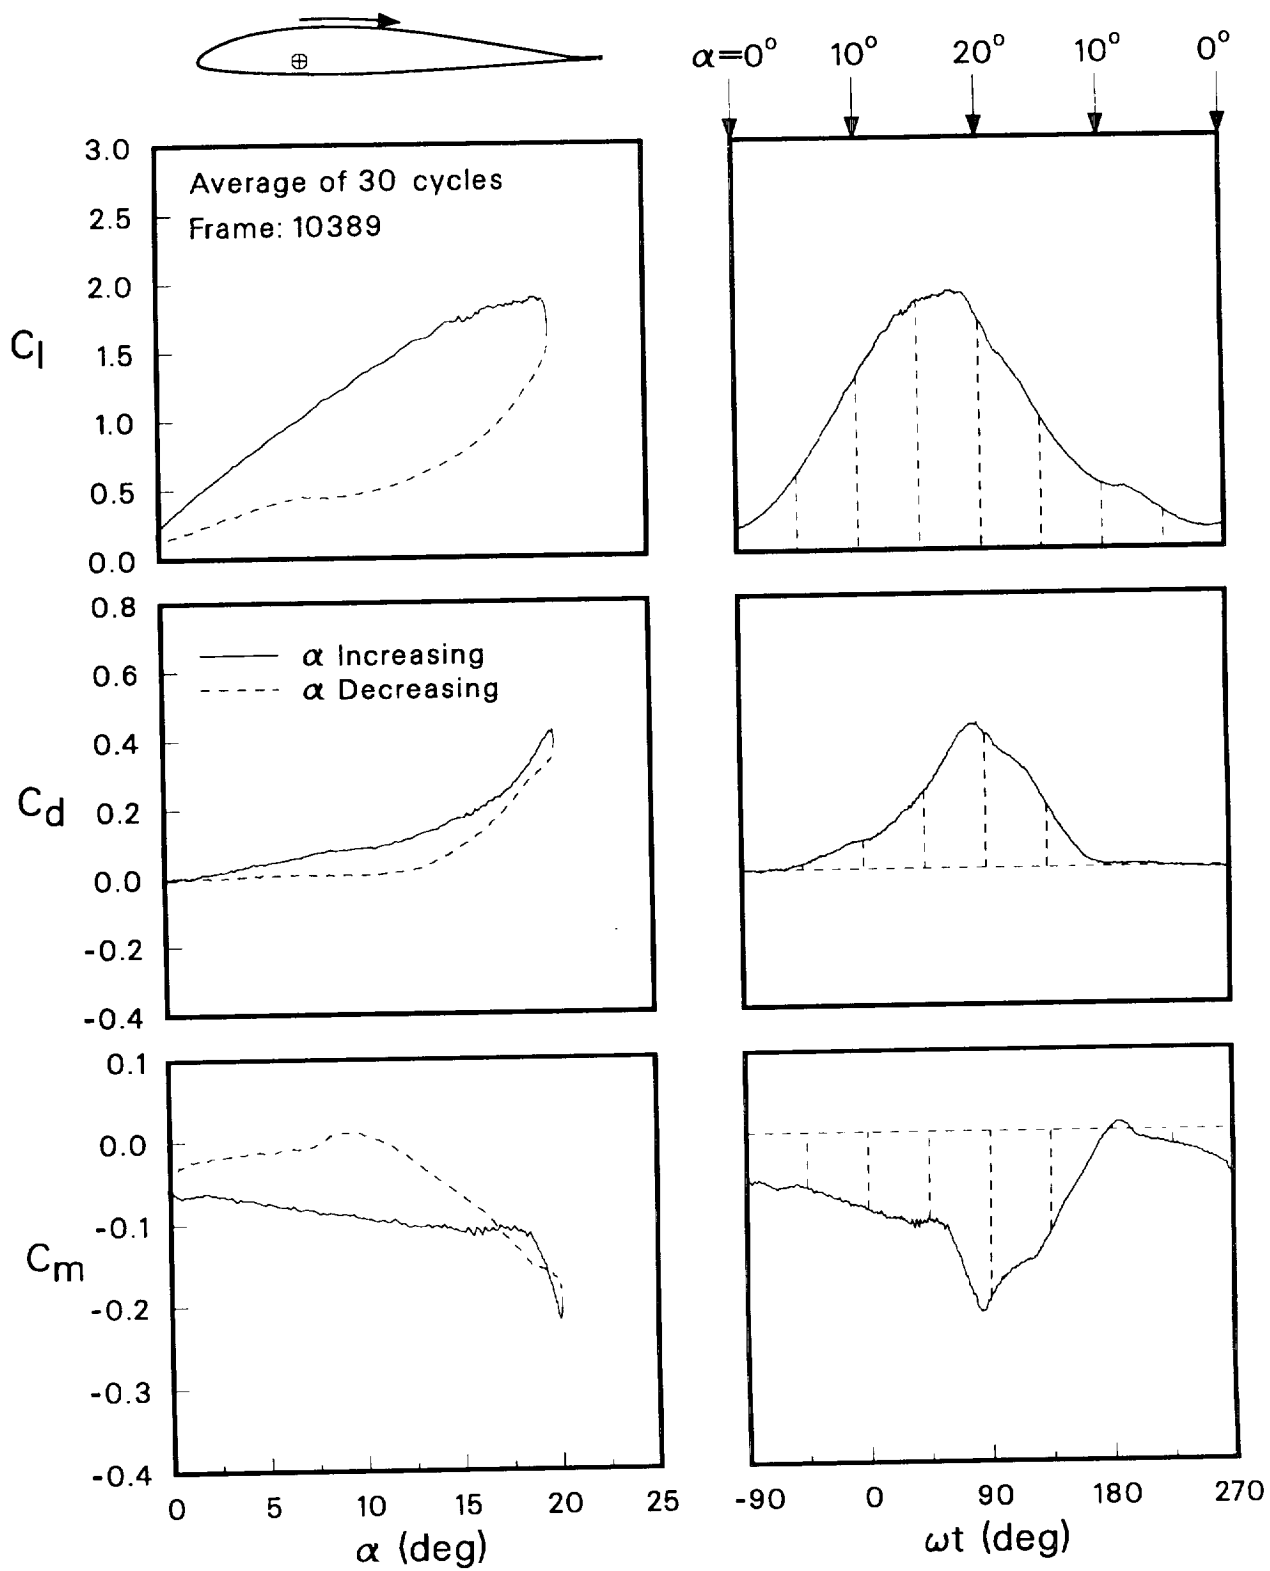 α=0° 10° 20° 10° 0°
3.0
2.5
2.0
1.5
1.0
0.5
0.0
Cl
Average of 30 cycles
Frame: 10389
0.8
0.6
0.4
0.2
0.0
-0.2
-0.4
Cd
α Increasing
α Decreasing
0.1
0.0
-0.1
-0.2
-0.3
-0.4
Cm
0 5 10 15 20 25
α (deg)
-90 0 90 180 270
ωt (deg)